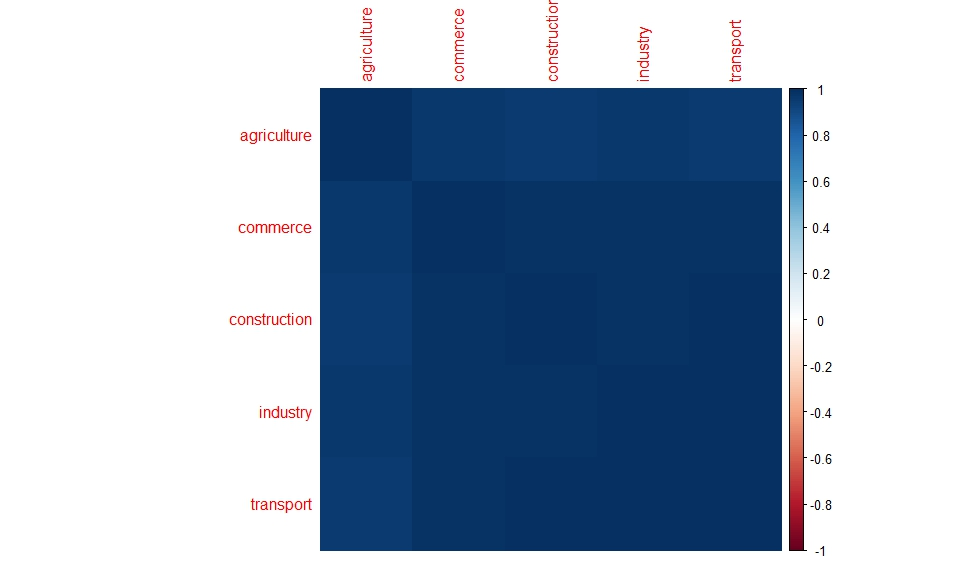 agriculture
commerce
construction
industry
transport
agriculture
commerce
construction
industry
transport
1
0.8
0.6
0.4
0.2
0
-0.2
-0.4
-0.6
-0.8
-1